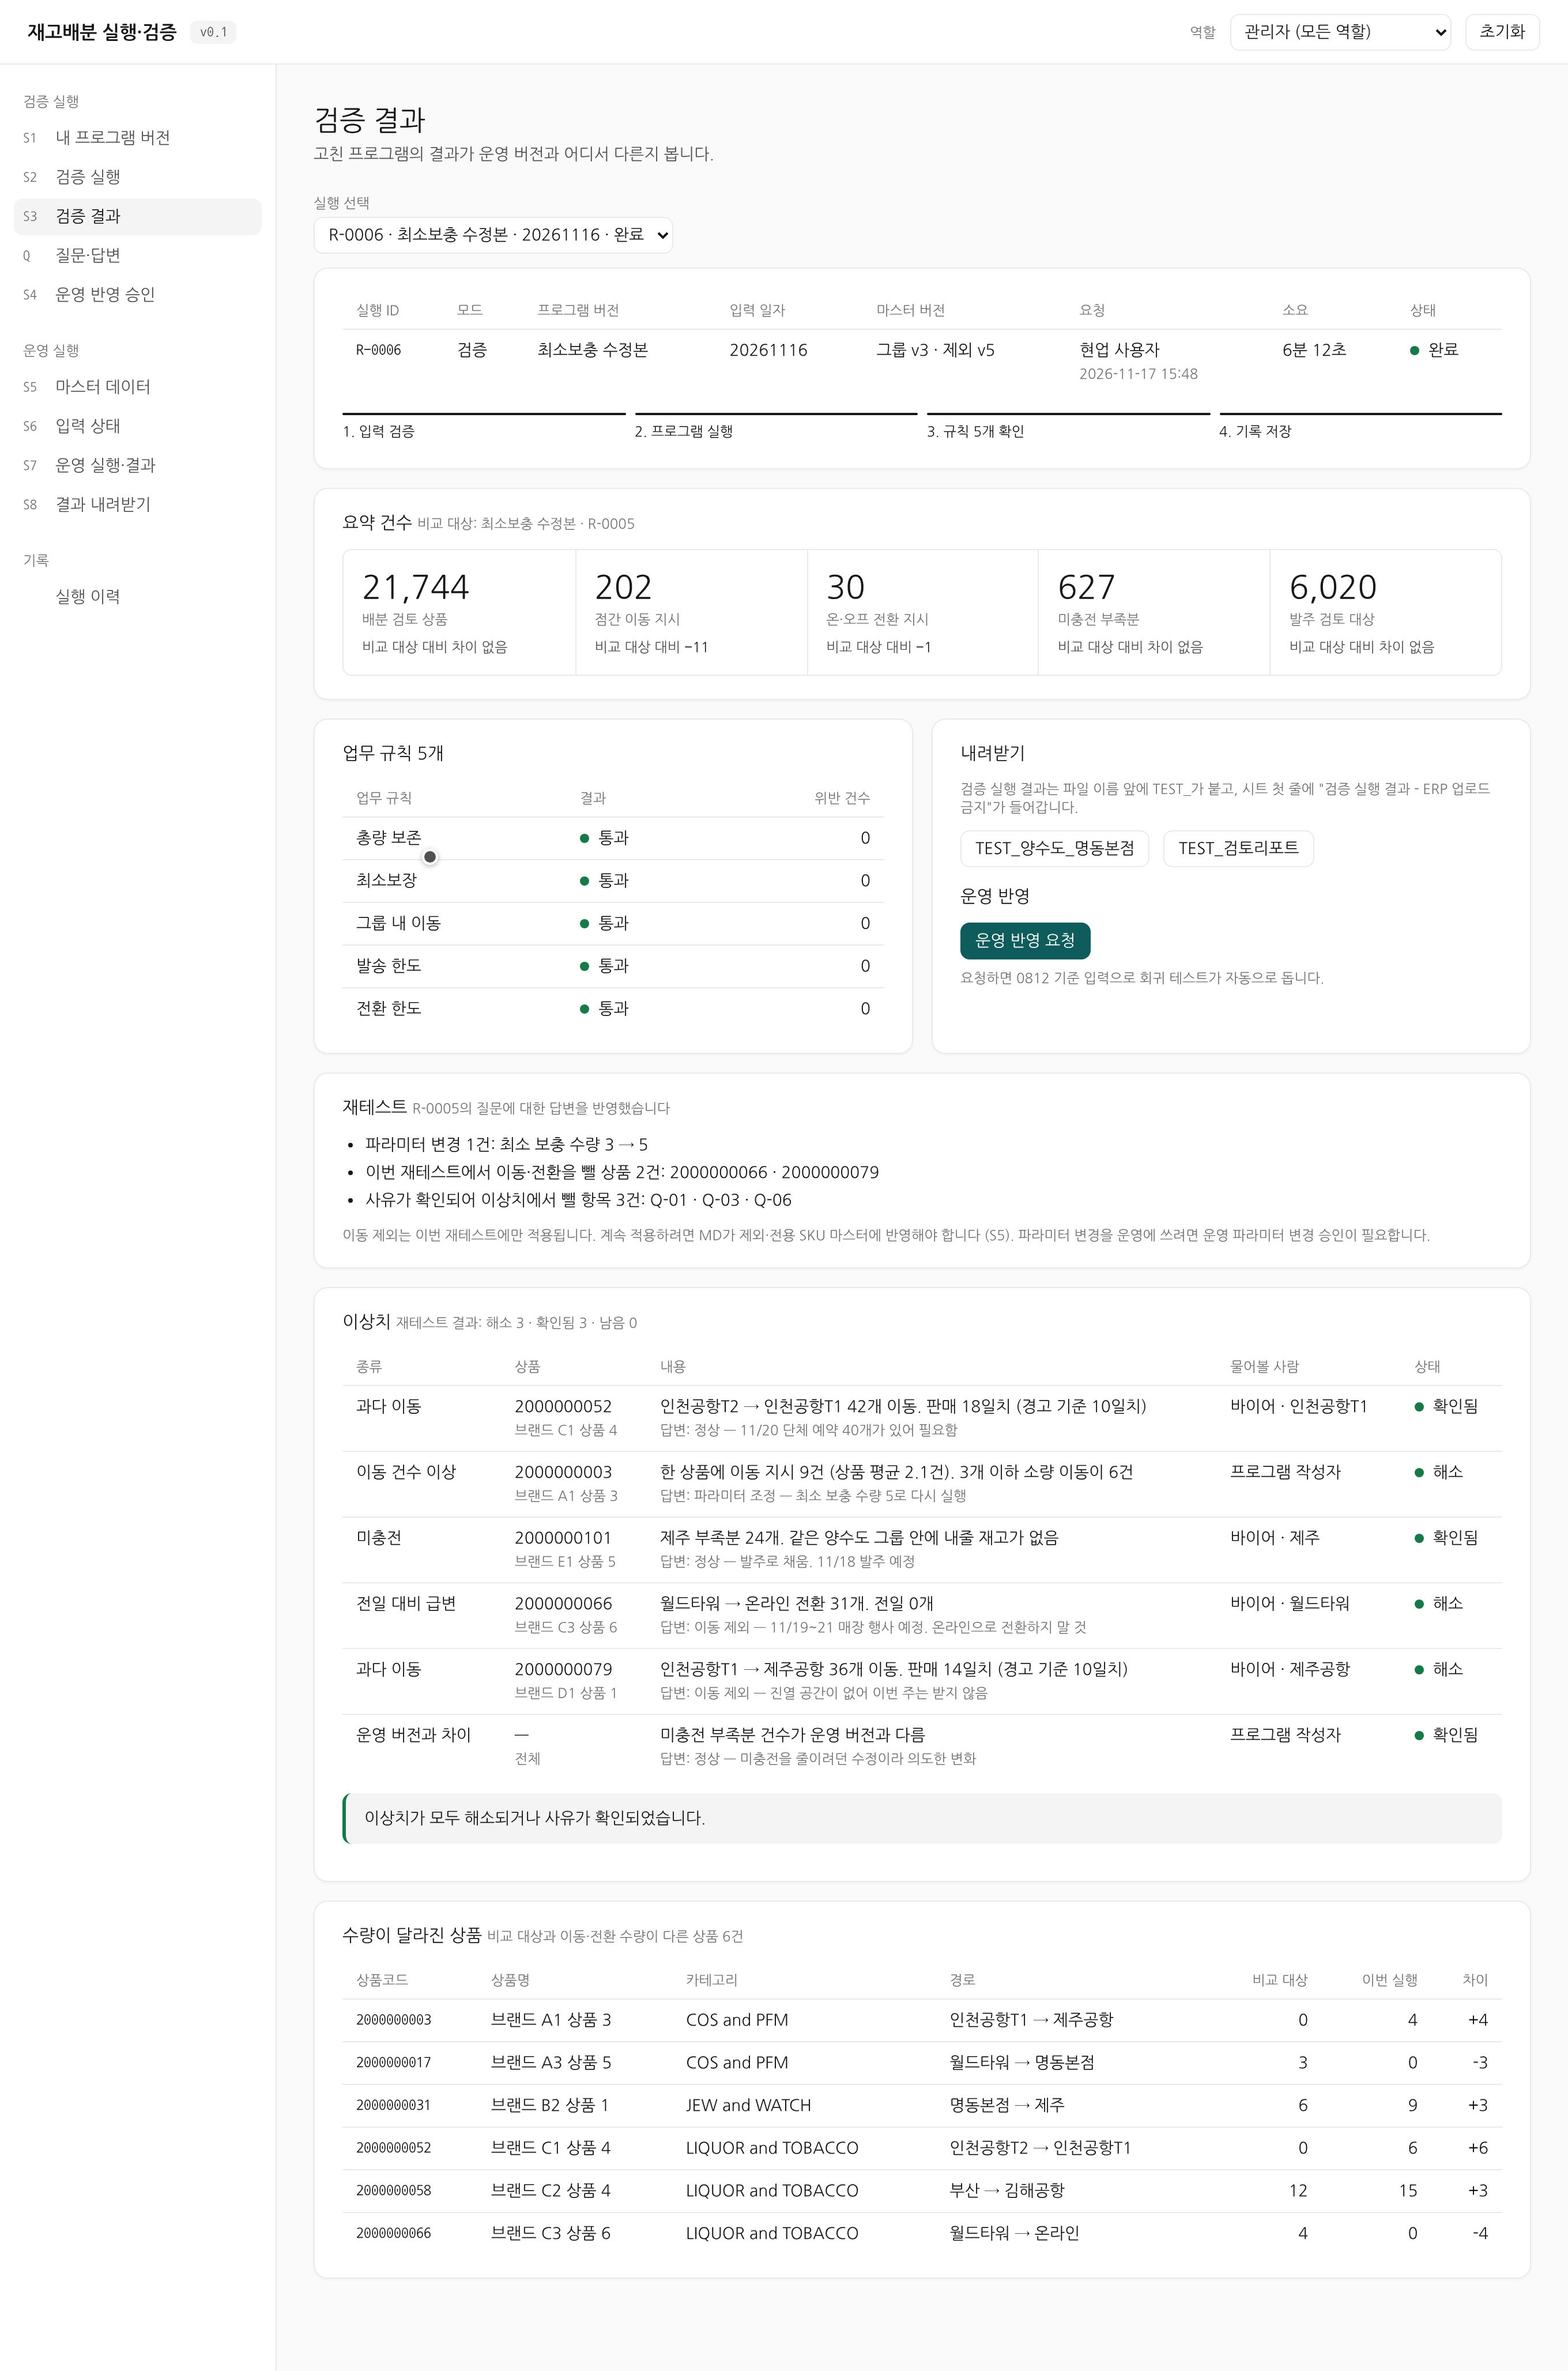 재고배분 실행·검증 v0.1 역할 관리자 (모든 역할) 초기화
검증 실행
S1 내 프로그램 버전
S2 검증 실행
S3 검증 결과
Q 질문·답변
S4 운영 반영 승인
운영 실행
S5 마스터 데이터
S6 입력 상태
S7 운영 실행·결과
S8 결과 내려받기
기록
실행 이력
검증 결과
고친 프로그램의 결과가 운영 버전과 어디서 다른지 봅니다.
실행 선택
R-0006 · 최소보충 수정본 · 20261116 · 완료
실행 ID 모드 프로그램 버전 입력 일자 마스터 버전 요청 소요 상태
R-0006 검증 최소보충 수정본 20261116 그룹 v3 · 제외 v5 현업 사용자 6분 12초 완료
2026-11-17 15:48
1. 입력 검증 2. 프로그램 실행 3. 규칙 5개 확인 4. 기록 저장
요약 건수 비교 대상: 최소보충 수정본 · R-0005
21,744 202 30 627 6,020
배분 검토 상품 점간 이동 지시 온·오프 전환 지시 미충전 부족분 발주 검토 대상
비교 대상 대비 차이 없음 비교 대상 대비 −11 비교 대상 대비 −1 비교 대상 대비 차이 없음 비교 대상 대비 차이 없음
업무 규칙 5개
업무 규칙 결과 위반 건수
총량 보존 통과 0
최소보장 통과 0
그룹 내 이동 통과 0
발송 한도 통과 0
전환 한도 통과 0
내려받기
검증 실행 결과는 파일 이름 앞에 TEST_가 붙고, 시트 첫 줄에 "검증 실행 결과 - ERP 업로드
금지"가 들어갑니다.
TEST_양수도_명동본점 TEST_검토리포트
운영 반영
운영 반영 요청
요청하면 0812 기준 입력으로 회귀 테스트가 자동으로 돕니다.
재테스트 R-0005의 질문에 대한 답변을 반영했습니다
• 파라미터 변경 1건: 최소 보충 수량 3 → 5
• 이번 재테스트에서 이동·전환을 뺄 상품 2건: 2000000066 · 2000000079
• 사유가 확인되어 이상치에서 뺄 항목 3건: Q-01 · Q-03 · Q-06
이동 제외는 이번 재테스트에만 적용됩니다. 계속 적용하려면 MD가 제외·전용 SKU 마스터에 반영해야 합니다 (S5). 파라미터 변경을 운영에 쓰려면 운영 파라미터 변경 승인이 필요합니다.
이상치 재테스트 결과: 해소 3 · 확인됨 3 · 남음 0
종류 상품 내용 물어볼 사람 상태
과다 이동 2000000052 인천공항T2 → 인천공항T1 42개 이동. 판매 18일치 (경고 기준 10일치) 바이어 · 인천공항T1 확인됨
브랜드 C1 상품 4 답변: 정상 — 11/20 단체 예약 40개가 있어 필요함
이동 건수 이상 2000000003 한 상품에 이동 지시 9건 (상품 평균 2.1건). 3개 이하 소량 이동이 6건 프로그램 작성자 해소
브랜드 A1 상품 3 답변: 파라미터 조정 — 최소 보충 수량 5로 다시 실행
미충전 2000000101 제주 부족분 24개. 같은 양수도 그룹 안에 내줄 재고가 없음 바이어 · 제주 확인됨
브랜드 E1 상품 5 답변: 정상 — 발주로 채움. 11/18 발주 예정
전일 대비 급변 2000000066 월드타워 → 온라인 전환 31개. 전일 0개 바이어 · 월드타워 해소
브랜드 C3 상품 6 답변: 이동 제외 — 11/19~21 매장 행사 예정. 온라인으로 전환하지 말 것
과다 이동 2000000079 인천공항T1 → 제주공항 36개 이동. 판매 14일치 (경고 기준 10일치) 바이어 · 제주공항 해소
브랜드 D1 상품 1 답변: 이동 제외 — 진열 공간이 없어 이번 주는 받지 않음
운영 버전과 차이 — 미충전 부족분 건수가 운영 버전과 다름 프로그램 작성자 확인됨
전체 답변: 정상 — 미충전을 줄이려던 수정이라 의도한 변화
이상치가 모두 해소되거나 사유가 확인되었습니다.
수량이 달라진 상품 비교 대상과 이동·전환 수량이 다른 상품 6건
상품코드 상품명 카테고리 경로 비교 대상 이번 실행 차이
2000000003 브랜드 A1 상품 3 COS and PFM 인천공항T1 → 제주공항 0 4 +4
2000000017 브랜드 A3 상품 5 COS and PFM 월드타워 → 명동본점 3 0 -3
2000000031 브랜드 B2 상품 1 JEW and WATCH 명동본점 → 제주 6 9 +3
2000000052 브랜드 C1 상품 4 LIQUOR and TOBACCO 인천공항T2 → 인천공항T1 0 6 +6
2000000058 브랜드 C2 상품 4 LIQUOR and TOBACCO 부산 → 김해공항 12 15 +3
2000000066 브랜드 C3 상품 6 LIQUOR and TOBACCO 월드타워 → 온라인 4 0 -4